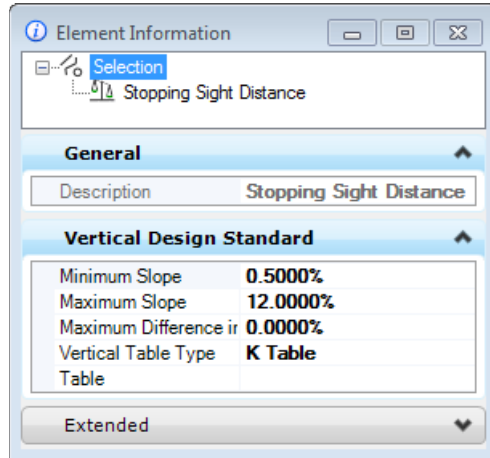 Element Information
Selection
Stopping Sight Distance
General
Description Stopping Sight Distance
Vertical Design Standard
Minimum Slope 0.5000%
Maximum Slope 12.0000%
Maximum Difference ir 0.0000%
Vertical Table Type K Table
Table
Extended